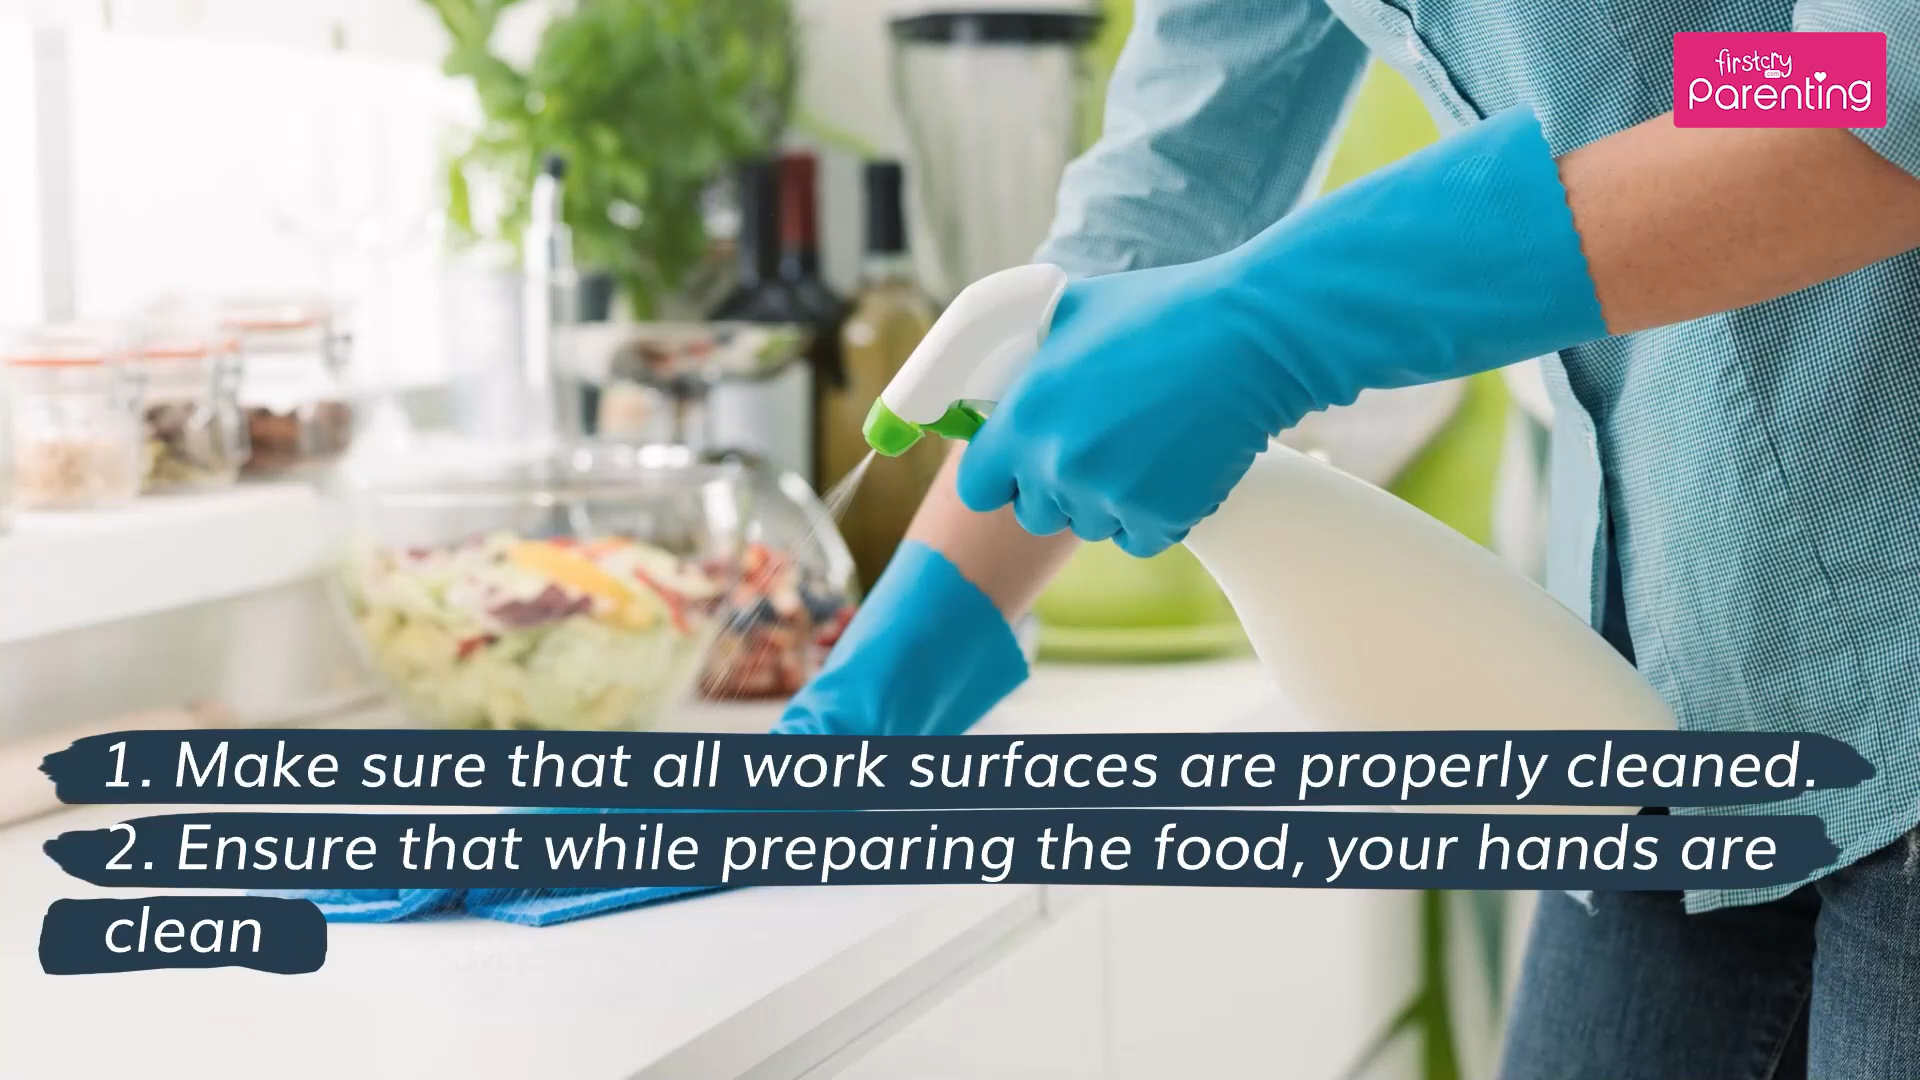 firstcry
.com
Parenting
1. Make sure that all work surfaces are properly cleaned.
2. Ensure that while preparing the food, your hands are
clean